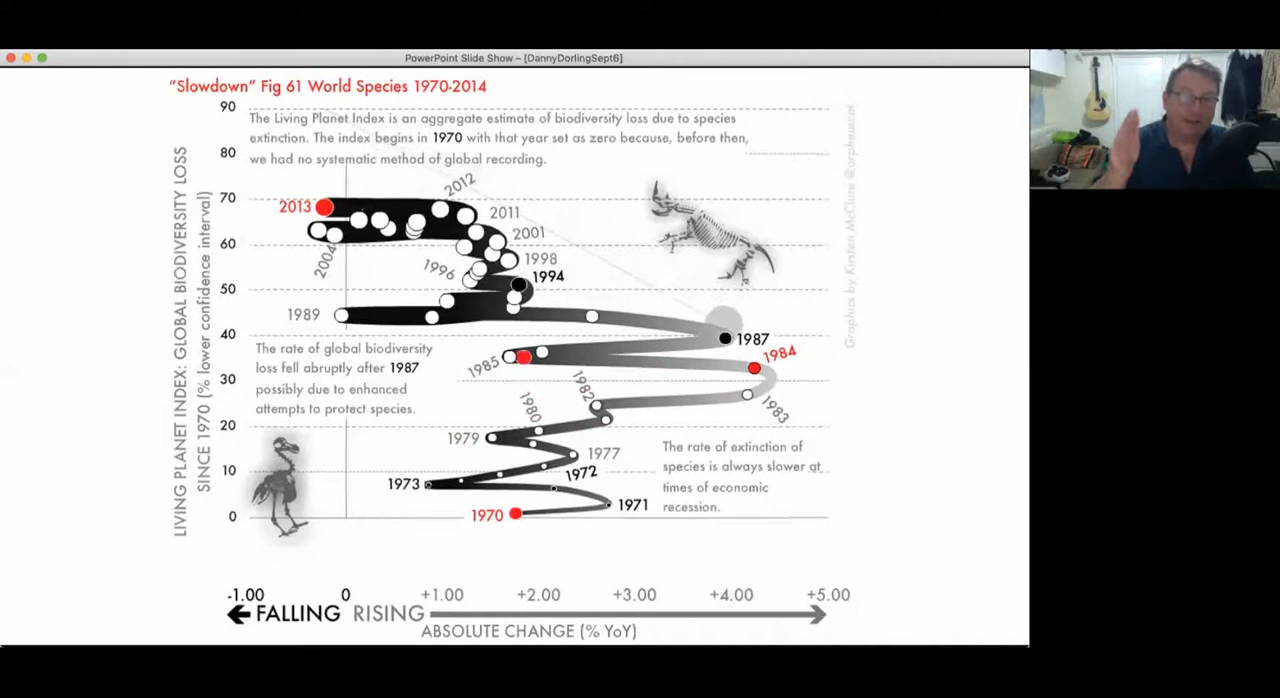 PowerPoint Slide Show – [DannyDorlingSept6]
"Slowdown" Fig 61 World Species 1970-2014
LIVING PLANET INDEX: GLOBAL BIODIVERSITY LOSS
SINCE 1970 (% lower confidence interval)
90
The Living Planet Index is an aggregate estimate of biodiversity loss due to species
extinction. The index begins in 1970 with that year set as zero because, before then,
80
we had no systematic method of global recording.
70
2012
2013
2011
2001
60
2004
1998
1996
1994
50
1989
40
1987
1984
The rate of global biodiversity
loss fell abruptly after 1987
possibly due to enhanced
attempts to protect species.
1985
30
1982
1983
1980
20
1979
1977
The rate of extinction of
species is always slower at
times of economic
recession.
10
1972
1973
1971
0
1970
Graphics by Kirsten McClure @orpheuscat
-1.00
0
+1.00
+2.00
+3.00
+4.00
+5.00
FALLING RISING
ABSOLUTE CHANGE (% YoY)